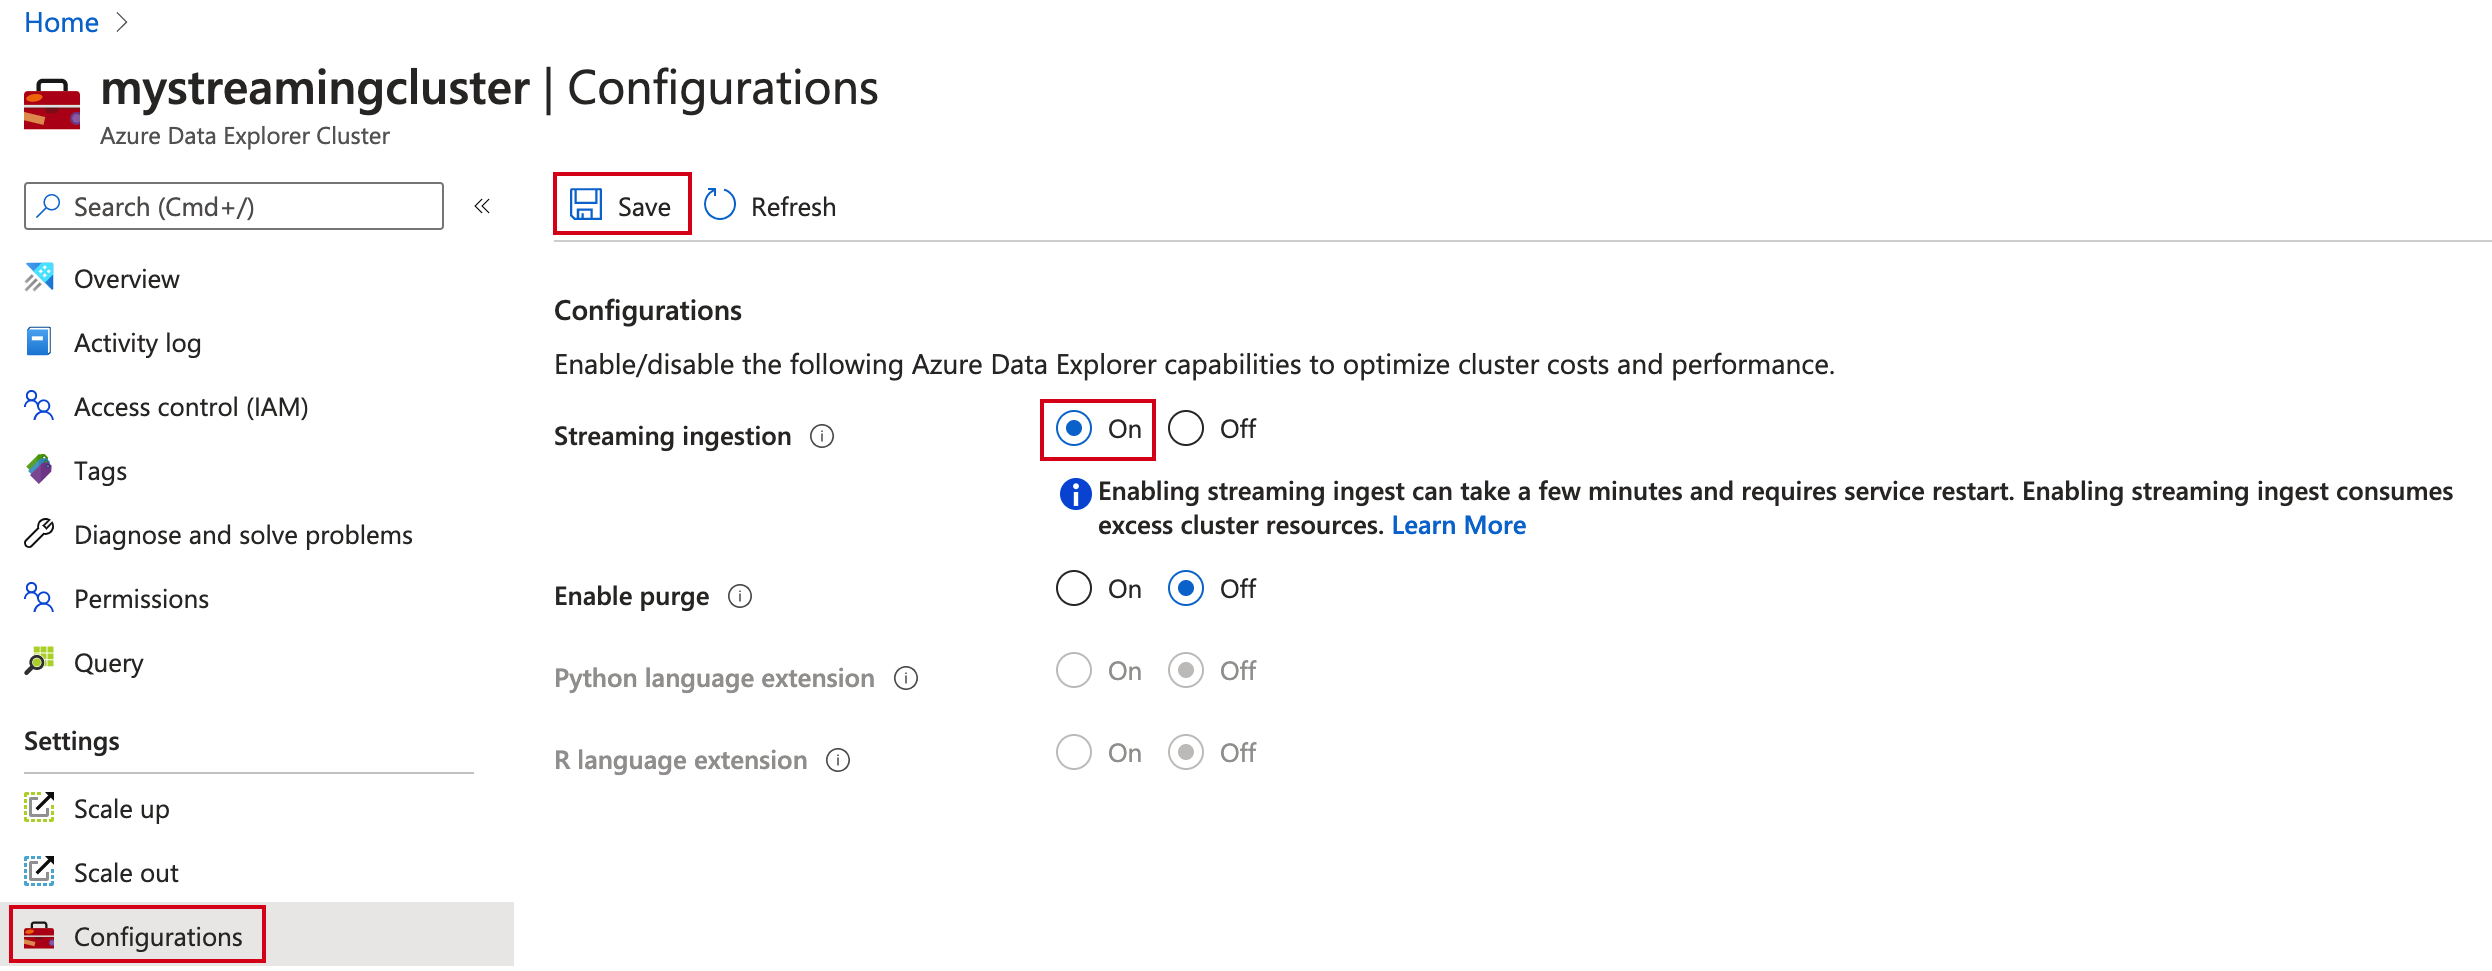 Home
mystreamingcluster | Configurations
Azure Data Explorer Cluster
Search (Cmd+/)
«
Save
Refresh
Overview
Activity log
Access control (IAM)
Tags
Diagnose and solve problems
Permissions
Query
Settings
Scale up
Scale out
Configurations
Configurations
Enable/disable the following Azure Data Explorer capabilities to optimize cluster costs and performance.
Streaming ingestion On Off
Enabling streaming ingest can take a few minutes and requires service restart. Enabling streaming ingest consumes
excess cluster resources. Learn More
Enable purge On Off
Python language extension On Off
R language extension On Off